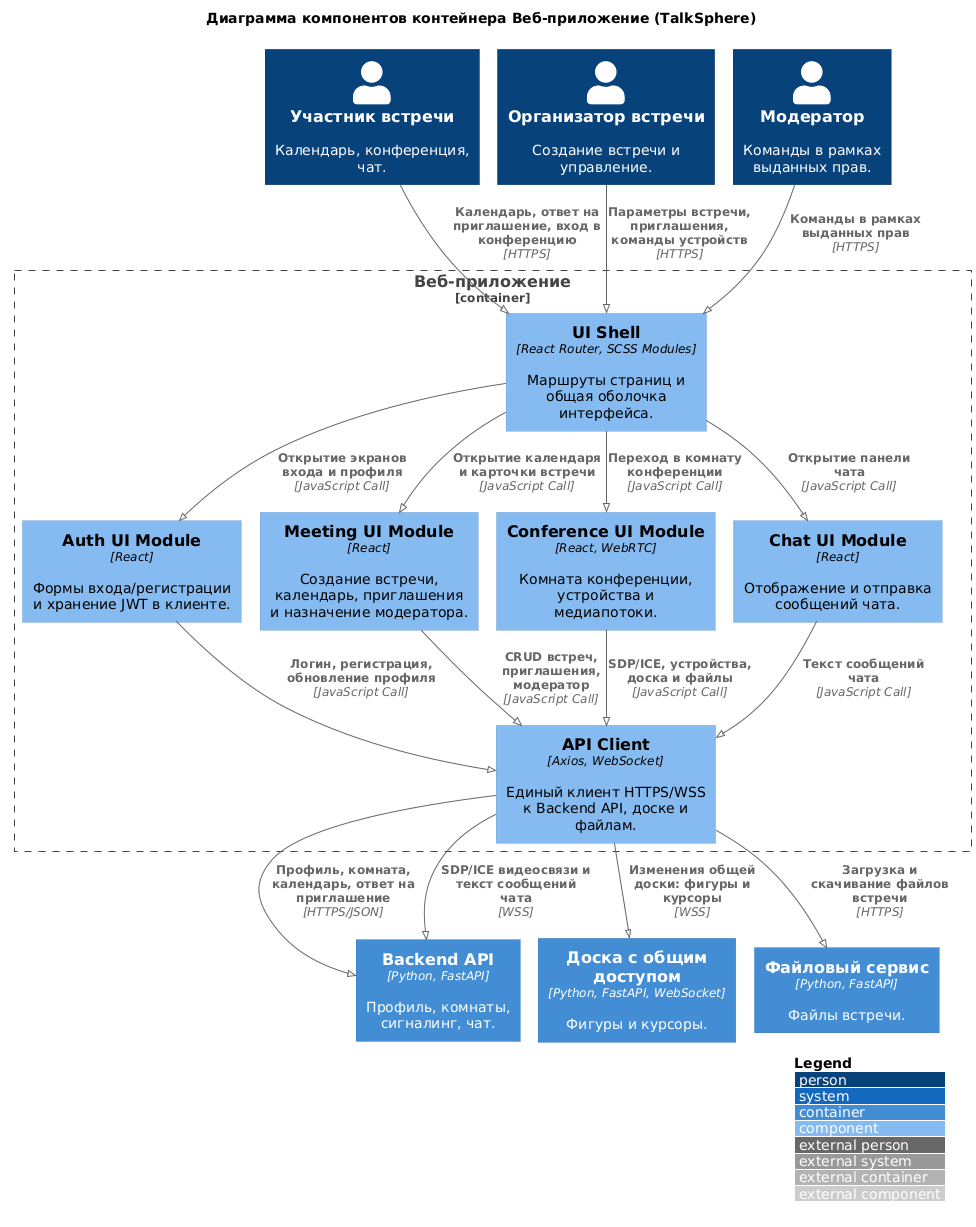 Диаграмма компонентов контейнера Веб-приложение (TalkSphere)
Участник встречи
Календарь, конференция,
чат.
Организатор встречи
Создание встречи и
управление.
Модератор
Команды в рамках
выданных прав.
Календарь, ответ на
приглашение, вход в
конференцию
[HTTPS]
Параметры встречи,
приглашения,
команды устройств
[HTTPS]
Команды в рамках
выданных прав
[HTTPS]
Веб-приложение
[container]
UI Shell
[React Router, SCSS Modules]
Маршруты страниц и
общая оболочка
интерфейса.
Открытие экранов
входа и профиля
[JavaScript Call]
Открытие календаря
и карточки встречи
[JavaScript Call]
Переход в комнату
конференции
[JavaScript Call]
Открытие панели
чата
[JavaScript Call]
Auth UI Module
[React]
Формы входа/регистрации
и хранение JWT в клиенте.
Meeting UI Module
[React]
Создание встречи,
календарь, приглашения
и назначение модератора.
Conference UI Module
[React, WebRTC]
Комната конференции,
устройства и
медиапотоки.
Chat UI Module
[React]
Отображение и отправка
сообщений чата.
Логин, регистрация,
обновление профиля
[JavaScript Call]
CRUD встреч,
приглашения,
модератор
[JavaScript Call]
SDP/ICE, устройства,
доска и файлы
[JavaScript Call]
Текст сообщений
чата
[JavaScript Call]
API Client
[Axios, WebSocket]
Единый клиент HTTPS/WSS
к Backend API, доске и
файлам.
Профиль, комната,
календарь, ответ на
приглашение
[HTTPS/JSON]
SDP/ICE видеосвязи и
текст сообщений
чата
[WSS]
Изменения общей
доски: фигуры и
курсоры
[WSS]
Загрузка и
скачивание файлов
встречи
[HTTPS]
Backend API
[Python, FastAPI]
Профиль, комнаты,
сигналинг, чат.
Доска с общим
доступом
[Python, FastAPI, WebSocket]
Фигуры и курсоры.
Файловый сервис
[Python, FastAPI]
Файлы встречи.
Legend
person
system
container
component
external person
external system
external container
external component